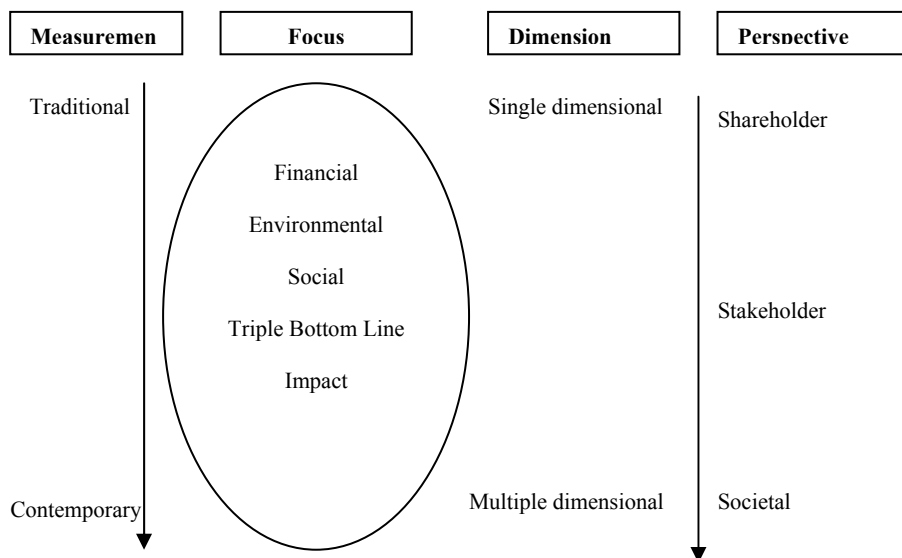 Measuremen
Focus
Dimension
Perspective
Traditional
Single dimensional
Shareholder
Financial
Environmental
Social
Triple Bottom Line
Stakeholder
Impact
Contemporary
Multiple dimensional
Societal